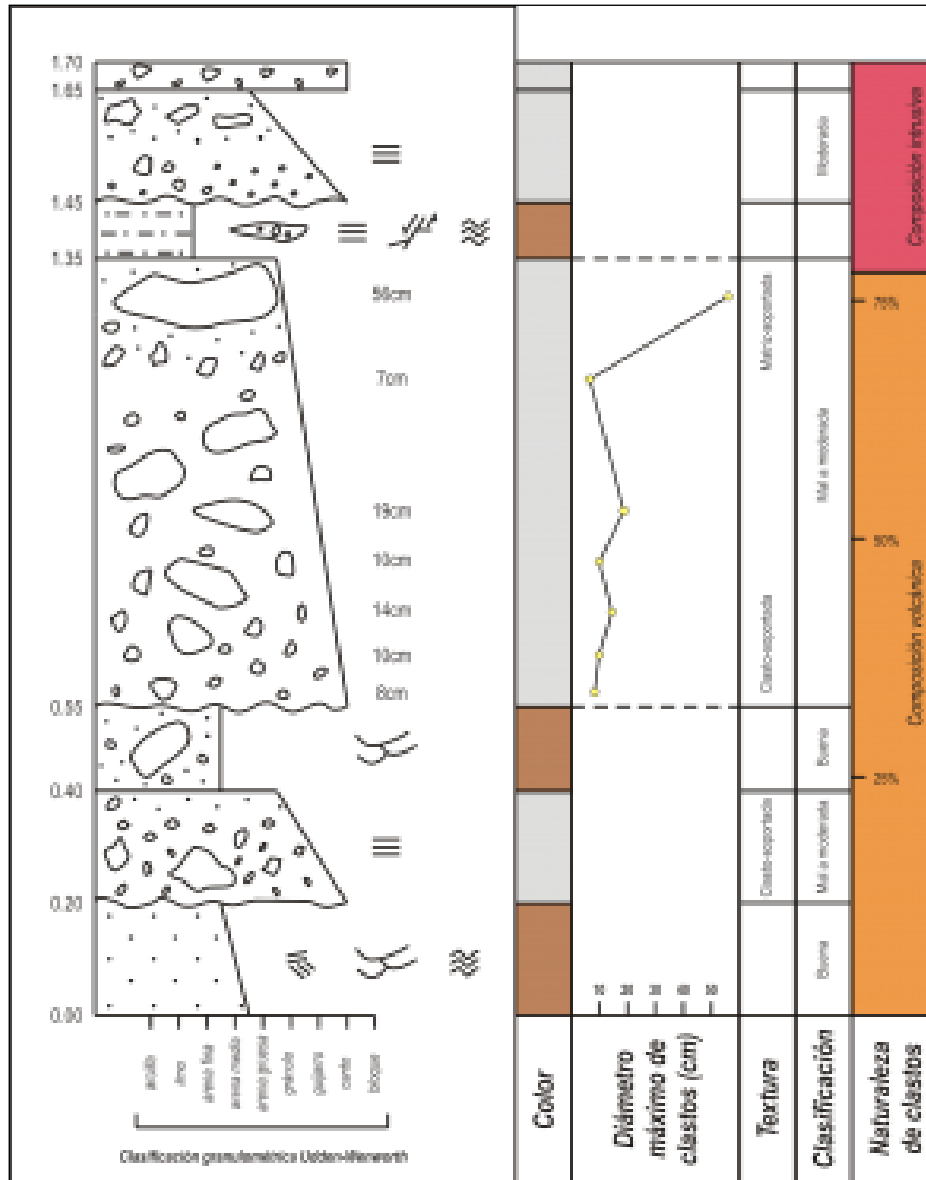 1.70
1.65
1.45
1.35
0.55
0.40
0.20
0.00
56cm
7cm
19cm
10cm
14cm
10cm
8cm
arcilla
limo
arena fina
arena media
arena gruesa
gránulo
guijarro
canto
bloque
Clasificación granulométrica Udden-Wenworth
10
20
30
40
50
Matriz-soportada
Clasto-soportada
Clasto-soportada
Moderada
Mal a moderada
Buena
Mal a moderada
Buena
Composición intrusiva
Composición volcánica
75%
50%
25%
Color
Diámetro
máximo de
clastos (cm)
Textura
Clasificación
Naturaleza
de clastos